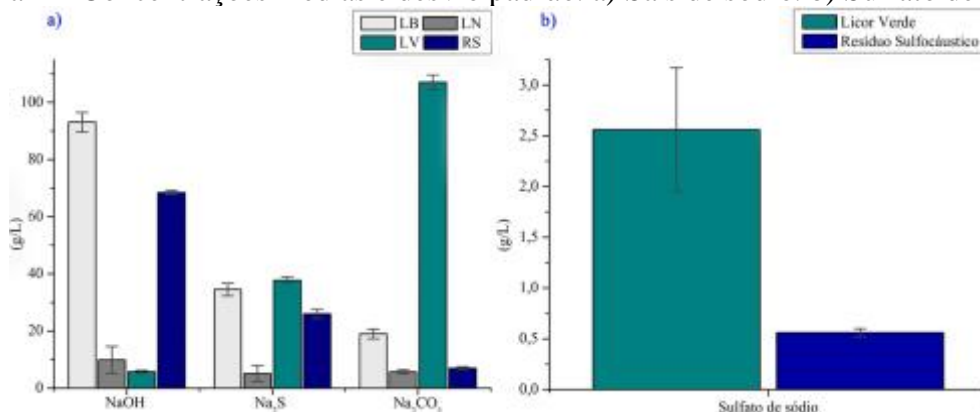 a) LB LN
LV RS
b) Licor Verde
Resíduo Sulfocáustico
(g/L)
100
80
60
40
20
0
NaOH Na₂S Na₂CO₃
(g/L)
3,0
2,5
2,0
1,5
1,0
0,5
0,0
Sulfato de sódio